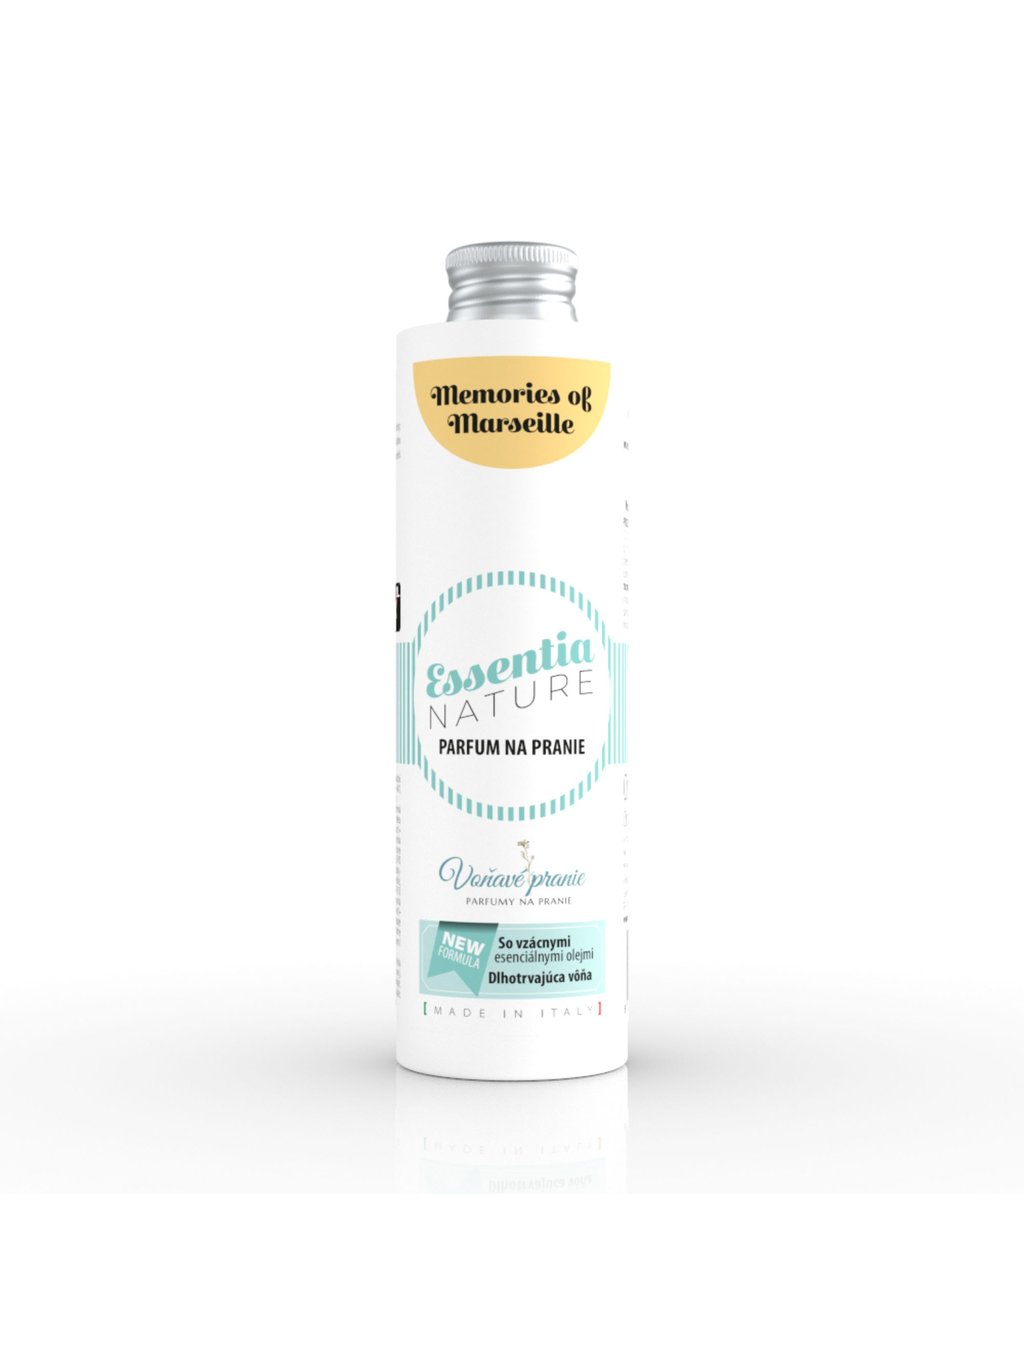 Memories of
Marseille
Essentia
NATURE
PARFUM NA PRANIE
Voňavé pranie
PARFUMY NA PRANIE
NEW
FORMULA
So vzácnymi
esenciálnymi olejmi
Dlhotrvajúca vôňa
[MADE IN ITALY]